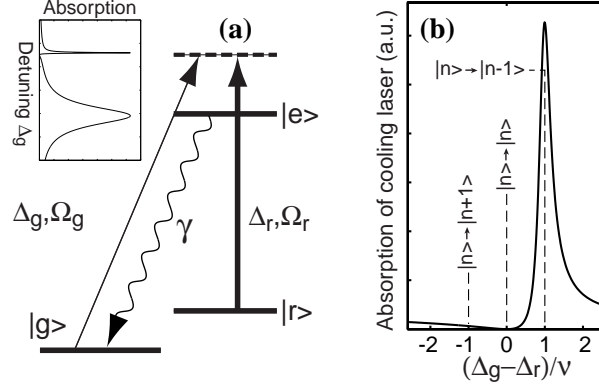 Absorption
Detuning Δg
(a)
|e>
Δg,Ωg
γ
Δr,Ωr
|g>
|r>
(b)
Absorption of cooling laser (a.u.)
|n>→|n-1>
|n>→|n>
|n>→|n+1>
-2 -1 0 1 2
(Δg−Δr)/ν